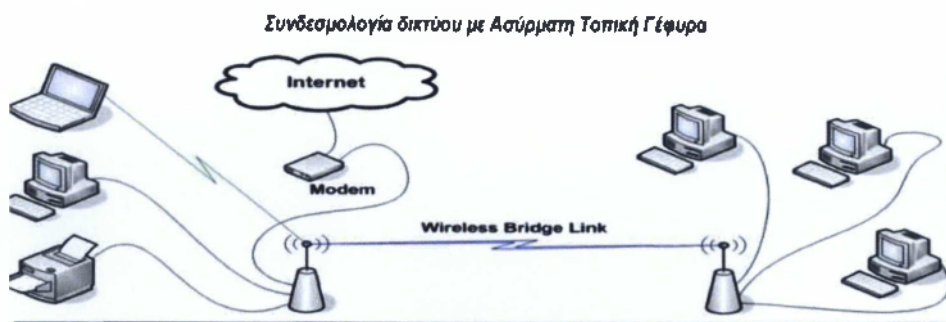 Συνδεσμολογία δικτύου με Ασύρματη Τοπική Γέφυρα
Internet
Modem
Wireless Bridge Link